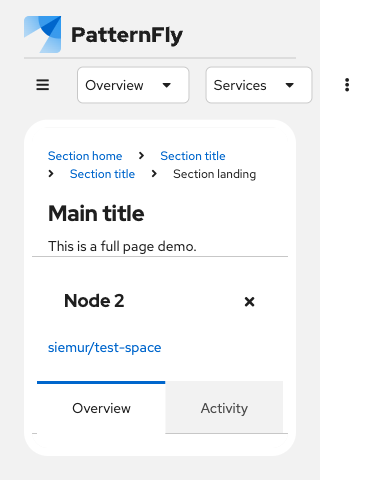 PatternFly
Overview Services
Section home Section title
Section title Section landing
Main title
This is a full page demo.
Node 2
siemur/test-space
Overview Activity